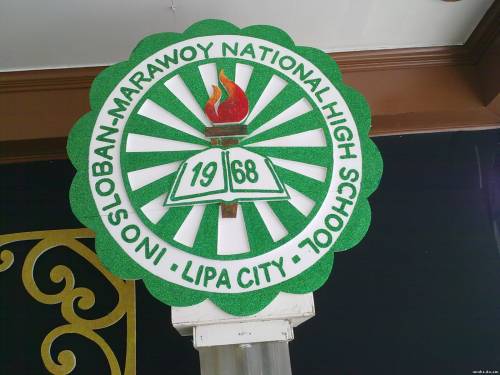 INOSLOBAN-MARAWOY NATIONAL HIGH SCHOOL
• LIPA CITY •
1968